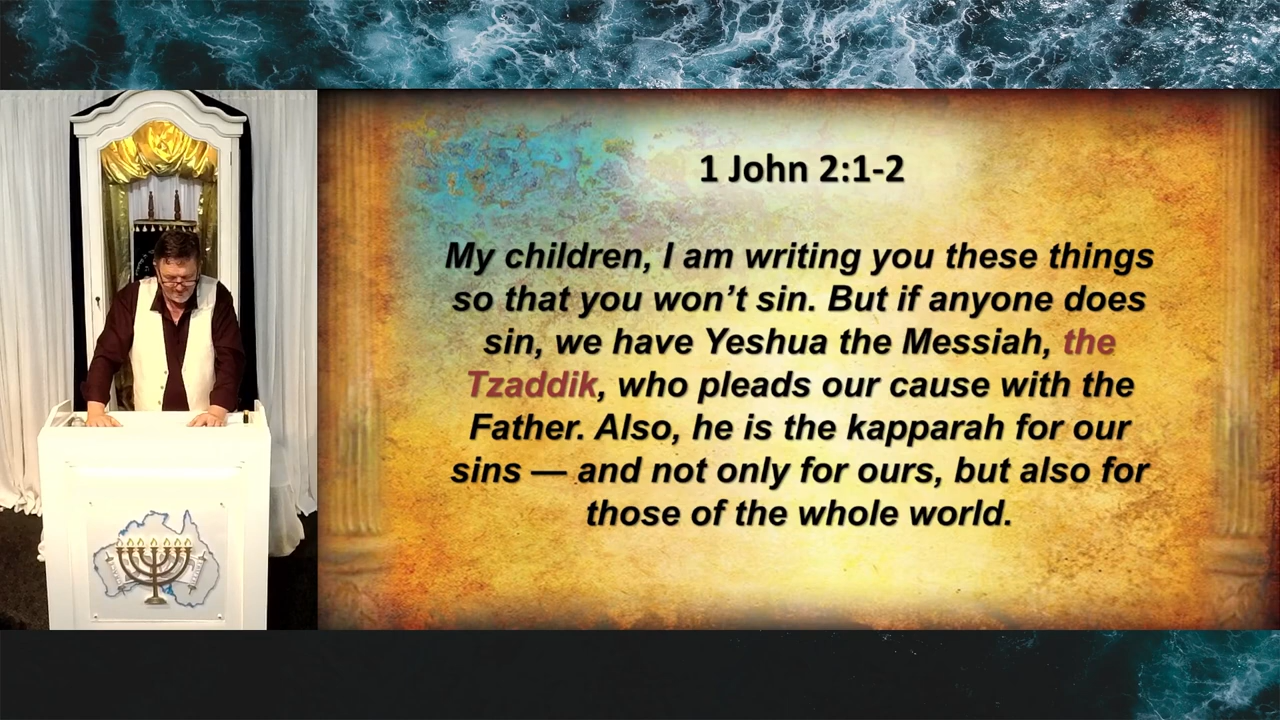 1 John 2:1-2
My children, I am writing you these things
so that you won't sin. But if anyone does
sin, we have Yeshua the Messiah, the
Tzaddik, who pleads our cause with the
Father. Also, he is the kapparah for our
sins — and not only for ours, but also for
those of the whole world.